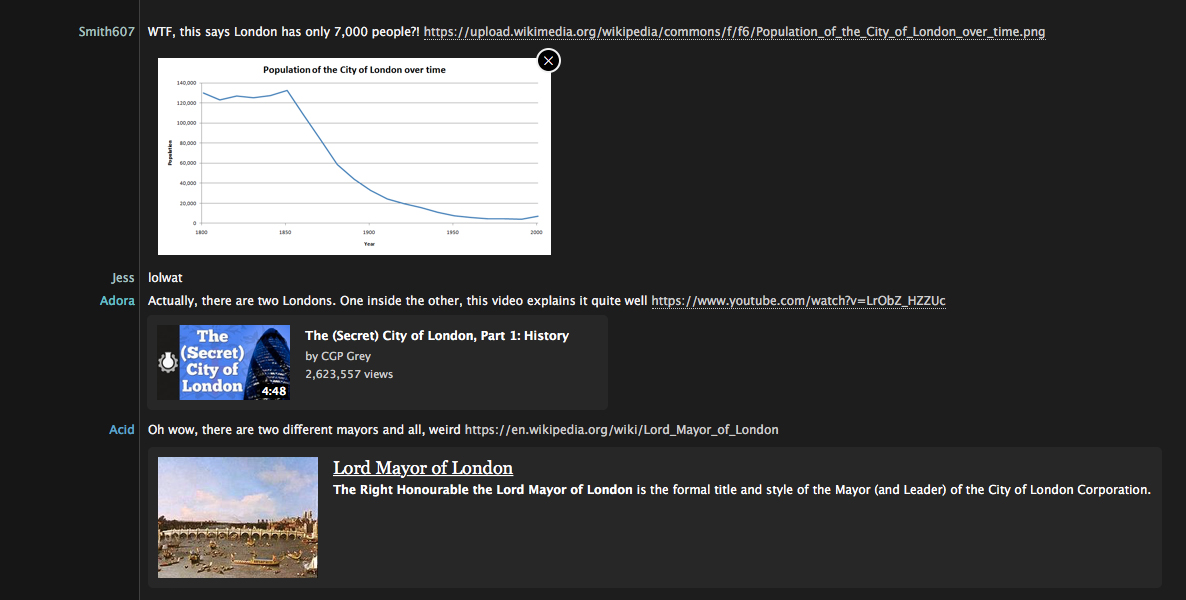 Smith607 WTF, this says London has only 7,000 people?! https://upload.wikimedia.org/wikipedia/commons/f/f6/Population_of_the_City_of_London_over_time.png
Population of the City of London over time
140,000
120,000
100,000
80,000
60,000
40,000
20,000
0
Population
1800 1850 1900 1950 2000
Year
Jess lolwat
Adora Actually, there are two Londons. One inside the other, this video explains it quite well https://www.youtube.com/watch?v=LrObZ_HZZUc
The
(Secret)
City of
London
4:48
The (Secret) City of London, Part 1: History
by CGP Grey
2,623,557 views
Acid Oh wow, there are two different mayors and all, weird https://en.wikipedia.org/wiki/Lord_Mayor_of_London
Lord Mayor of London
The Right Honourable the Lord Mayor of London is the formal title and style of the Mayor (and Leader) of the City of London Corporation.